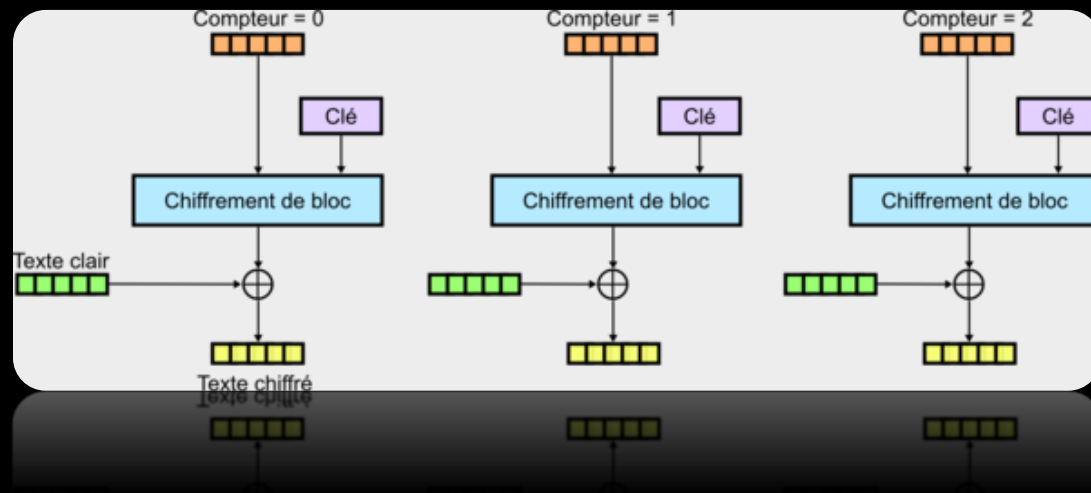 Compteur = 0
Compteur = 1
Compteur = 2
Clé
Clé
Clé
Chiffrement de bloc
Chiffrement de bloc
Chiffrement de bloc
Texte clair
Texte chiffré